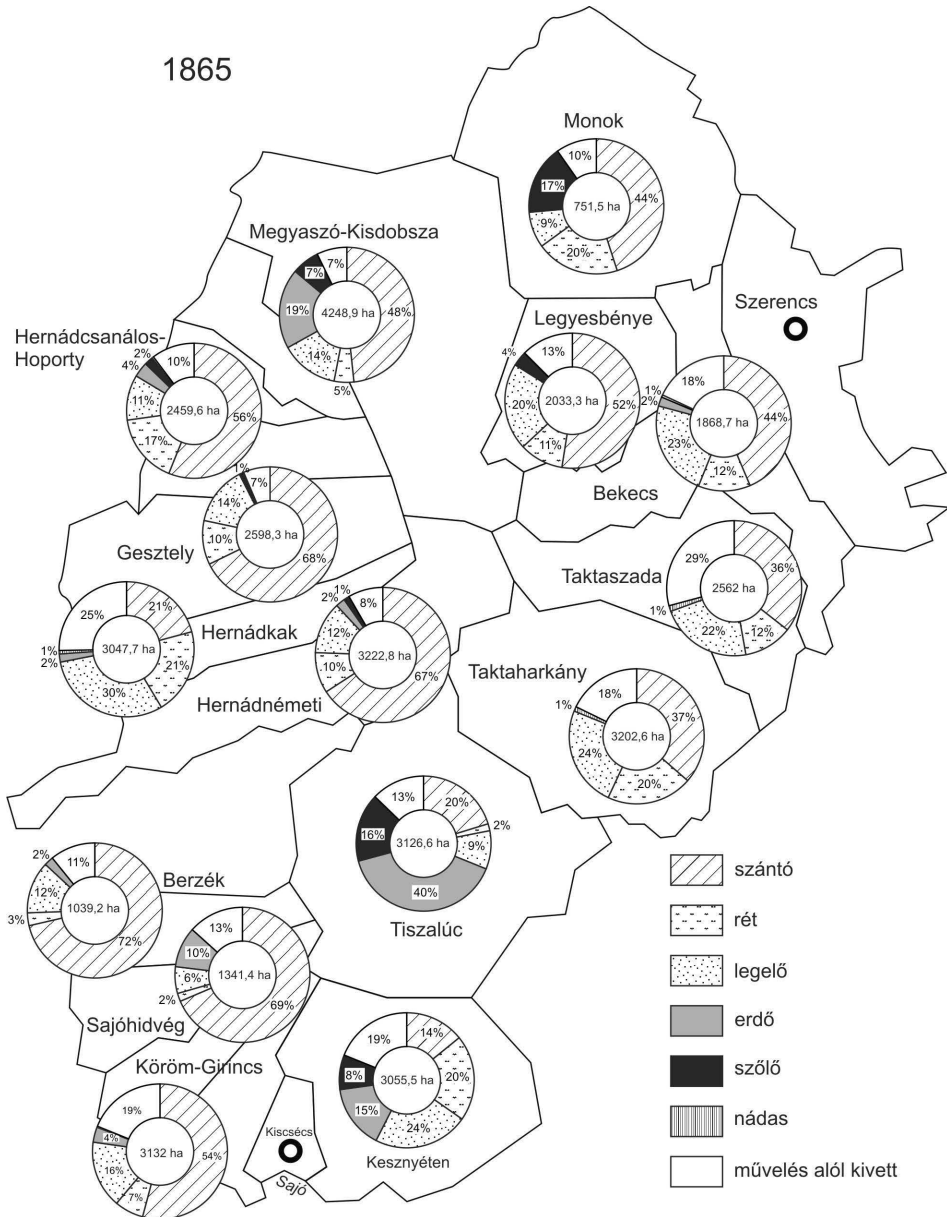 1865
Monok
10%
17%
44%
751,5 ha
9%
20%
Megyaszó-Kisdobsza
7%
7%
19%
4248,9 ha
48%
14%
5%
Szerencs
Legyesbénye
4%
13%
20%
2033,3 ha
52%
11%
Hernádcsanálos-
Hoporty
2%
4%
10%
11%
2459,6 ha
56%
17%
1%
2%
18%
1868,7 ha
44%
23%
12%
Bekecs
1%
7%
14%
2598,3 ha
10%
68%
Gesztely
Taktaszada
29%
36%
2562 ha
1%
22%
12%
25%
21%
3047,7 ha
1%
2%
21%
30%
Hernádkak
1%
2%
8%
12%
3222,8 ha
10%
67%
Hernádnémeti
Taktaharkány
18%
37%
1%
3202,6 ha
24%
20%
13%
20%
16%
2%
3126,6 ha
9%
40%
Tiszalúc
Berzék
2%
11%
12%
1039,2 ha
3%
72%
13%
10%
6%
1341,4 ha
2%
69%
Sajóhidvég
19%
14%
8%
3055,5 ha
20%
15%
24%
Kesznyéten
Köröm-Girincs
19%
4%
3132 ha
54%
16%
7%
Kiscsécs
Sajó
szántó
rét
legelő
erdő
szőlő
nádas
művelés alól kivett